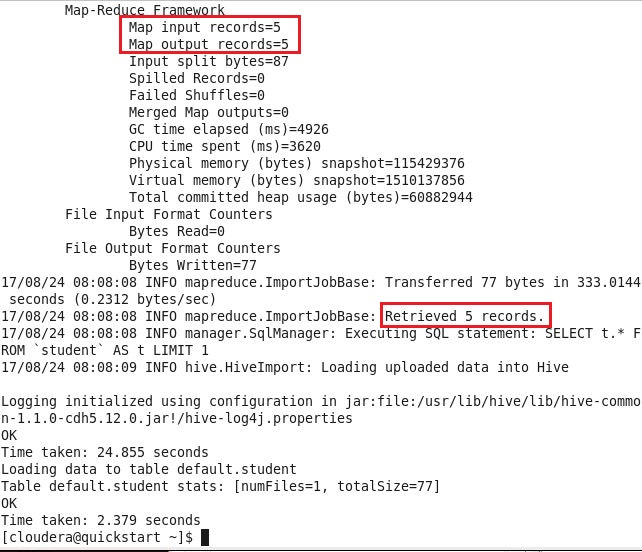 Map-Reduce Framework
Map input records=5
Map output records=5
Input split bytes=87
Spilled Records=0
Failed Shuffles=0
Merged Map outputs=0
GC time elapsed (ms)=4926
CPU time spent (ms)=3620
Physical memory (bytes) snapshot=115429376
Virtual memory (bytes) snapshot=1510137856
Total committed heap usage (bytes)=60882944
File Input Format Counters
Bytes Read=0
File Output Format Counters
Bytes Written=77
17/08/24 08:08:08 INFO mapreduce.ImportJobBase: Transferred 77 bytes in 333.0144
seconds (0.2312 bytes/sec)
17/08/24 08:08:08 INFO mapreduce.ImportJobBase: Retrieved 5 records.
17/08/24 08:08:08 INFO manager.SqlManager: Executing SQL statement: SELECT t.* F
ROM `student` AS t LIMIT 1
17/08/24 08:08:09 INFO hive.HiveImport: Loading uploaded data into Hive
Logging initialized using configuration in jar:file:/usr/lib/hive/lib/hive-commo
n-1.1.0-cdh5.12.0.jar!/hive-log4j.properties
OK
Time taken: 24.855 seconds
Loading data to table default.student
Table default.student stats: [numFiles=1, totalSize=77]
OK
Time taken: 2.379 seconds
[cloudera@quickstart ~]$